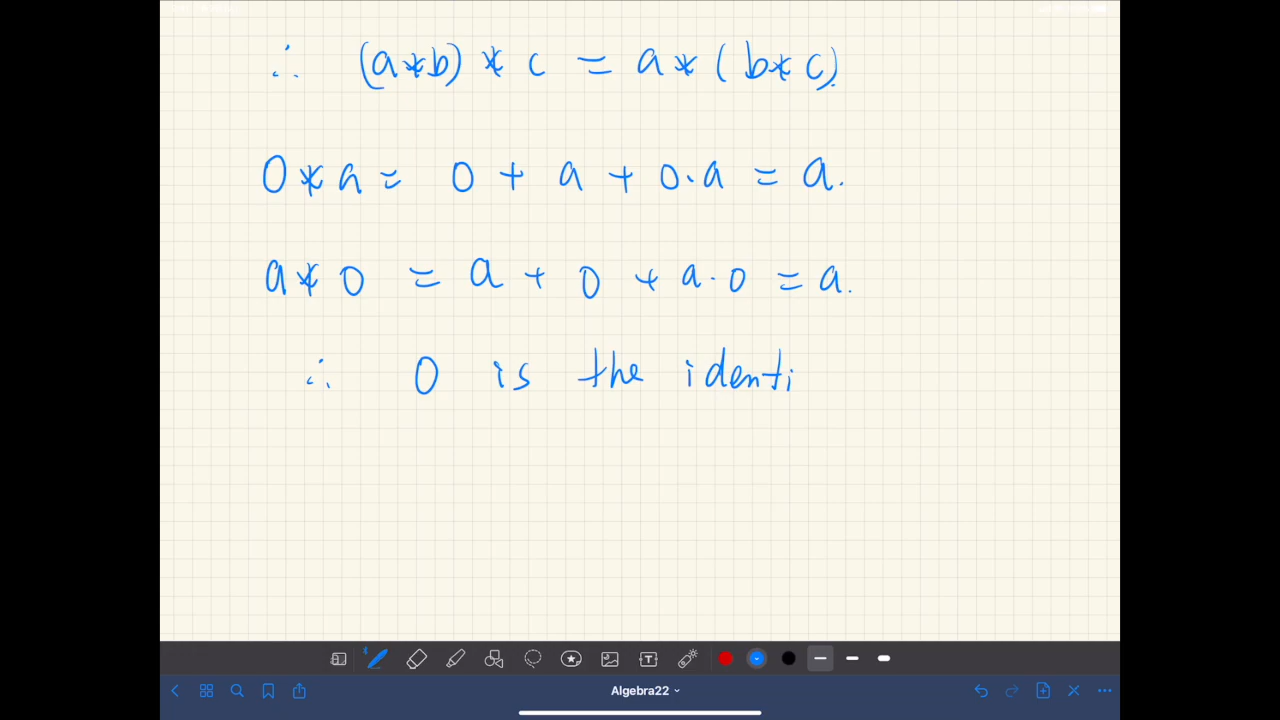 ∴ (a*b) * c = a * (b*c).
0 * a = 0 + a + 0·a = a.
a * 0 = a + 0 + a·0 = a.
∴ 0 is the identi
T
Algebra22